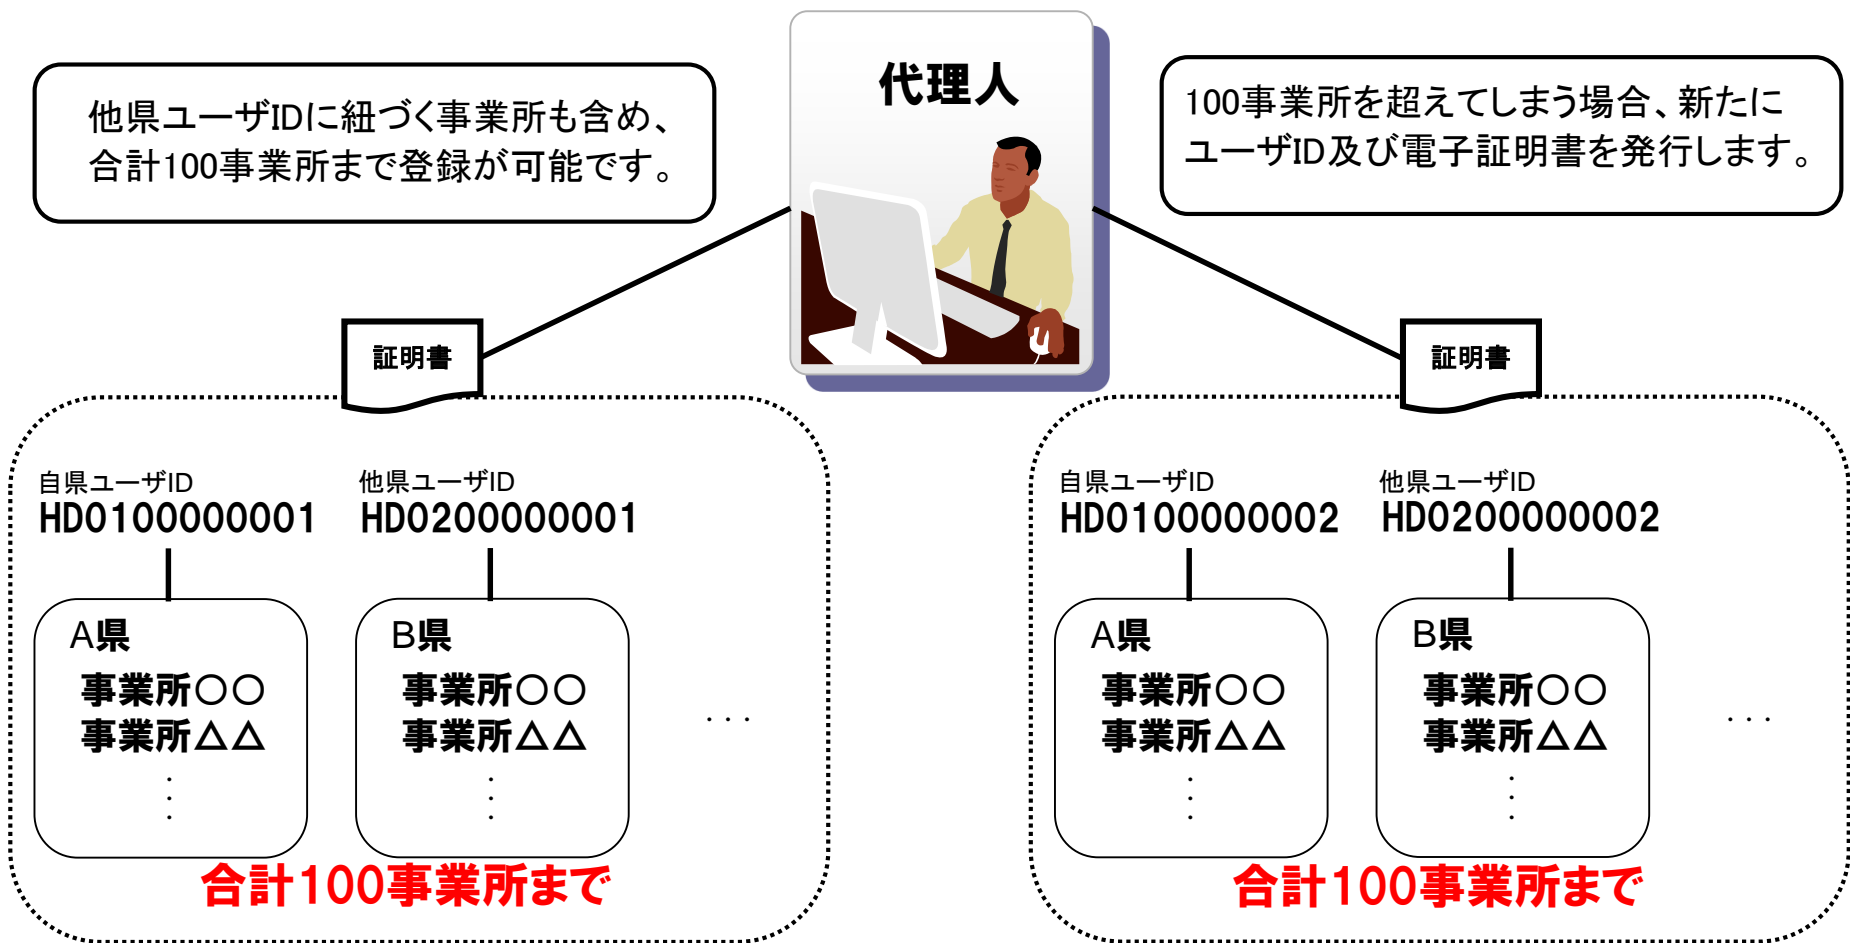 代理人
他県ユーザIDに紐づく事業所も含め、
合計100事業所まで登録が可能です。
100事業所を超えてしまう場合、新たに
ユーザID及び電子証明書を発行します。
証明書
証明書
自県ユーザID
HD0100000001
他県ユーザID
HD0200000001
A県
事業所○○
事業所△△
・・・
B県
事業所○○
事業所△△
・・・
・・・
合計100事業所まで
自県ユーザID
HD0100000002
他県ユーザID
HD0200000002
A県
事業所○○
事業所△△
・・・
B県
事業所○○
事業所△△
・・・
・・・
合計100事業所まで